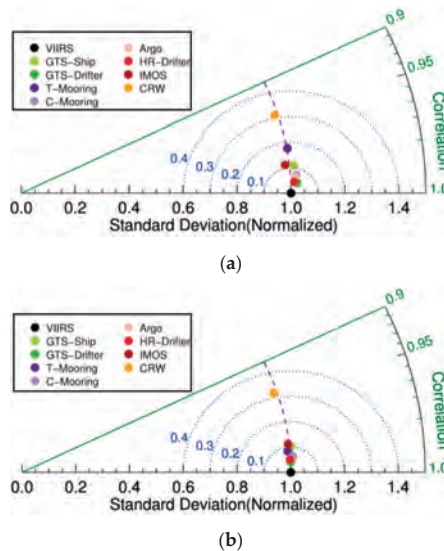 VIIRS
GTS-Ship
GTS-Drifter
T-Mooring
C-Mooring
Argo
HR-Drifter
IMOS
CRW
0.9
0.95
Correlation
1.0
0.4
0.3
0.2
0.1
0.0 0.2 0.4 0.6 0.8 1.0 1.2 1.4
Standard Deviation(Normalized)
(a)
VIIRS
GTS-Ship
GTS-Drifter
T-Mooring
C-Mooring
Argo
HR-Drifter
IMOS
CRW
0.9
0.95
Correlation
1.0
0.4
0.3
0.2
0.1
0.0 0.2 0.4 0.6 0.8 1.0 1.2 1.4
Standard Deviation(Normalized)
(b)